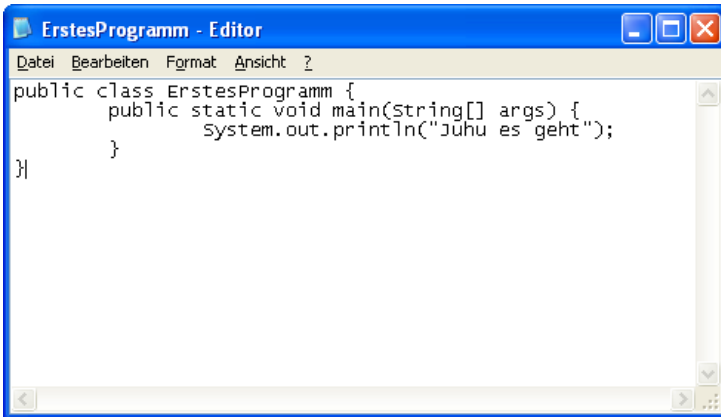 ErstesProgramm - Editor
Datei Bearbeiten Format Ansicht ?
public class ErstesProgramm {
        public static void main(String[] args) {
                System.out.println("Juhu es geht");
        }
}